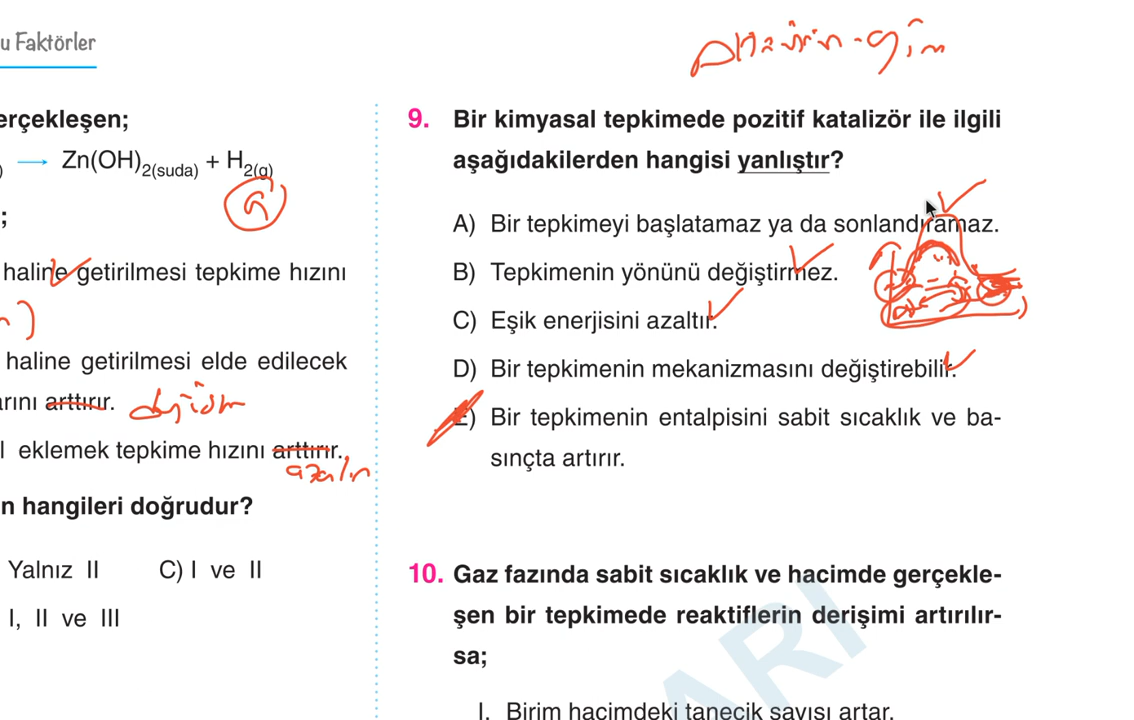 u Faktörler
erçekleşen;
) → Zn(OH)2(suda) + H2(g)
;
haline getirilmesi tepkime hızını
haline getirilmesi elde edilecek
rını arttırır.
l eklemek tepkime hızını arttırır.
azalır
n hangileri doğrudur?
Yalnız II C) I ve II
I, II ve III
9. Bir kimyasal tepkimede pozitif katalizör ile ilgili
aşağıdakilerden hangisi yanlıştır?
A) Bir tepkimeyi başlatamaz ya da sonlandıramaz.
B) Tepkimenin yönünü değiştirmez.
C) Eşik enerjisini azaltır.
D) Bir tepkimenin mekanizmasını değiştirebilir.
E) Bir tepkimenin entalpisini sabit sıcaklık ve ba-
sınçta artırır.
10. Gaz fazında sabit sıcaklık ve hacimde gerçekle-
şen bir tepkimede reaktiflerin derişimi artırılır-
sa;
I. Birim hacimdeki tanecik sayısı artar.
ARI